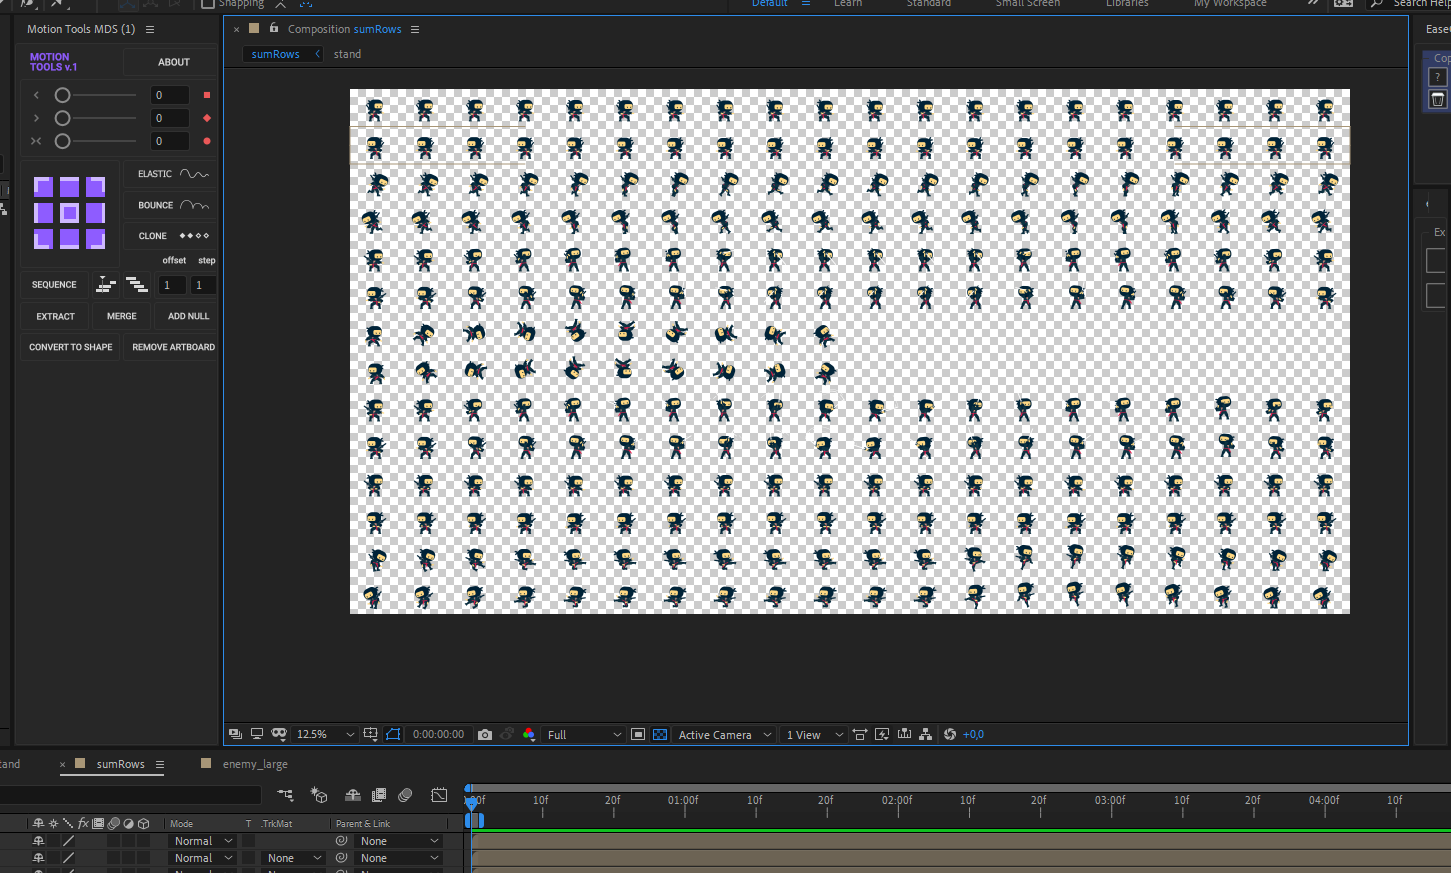 Snapping
Default
Learn
Standard
Small Screen
Libraries
My Workspace
Search Help
Motion Tools MDS (1)
× Composition sumRows
EaseC
sumRows
stand
MOTION
TOOLS v.1
ABOUT
Cop
?
0
0
0
ELASTIC
BOUNCE
CLONE
offset step
Ex
SEQUENCE
1
1
EXTRACT
MERGE
ADD NULL
CONVERT TO SHAPE
REMOVE ARTBOARD
12.5%
0:00:00:00
Full
Active Camera
1 View
+0,0
tand
× sumRows
enemy_large
:00f
10f
20f
01:00f
10f
20f
02:00f
10f
20f
03:00f
10f
20f
04:00f
10f
fx
Mode
T .TrkMat
Parent & Link
Normal
None
Normal
None
None